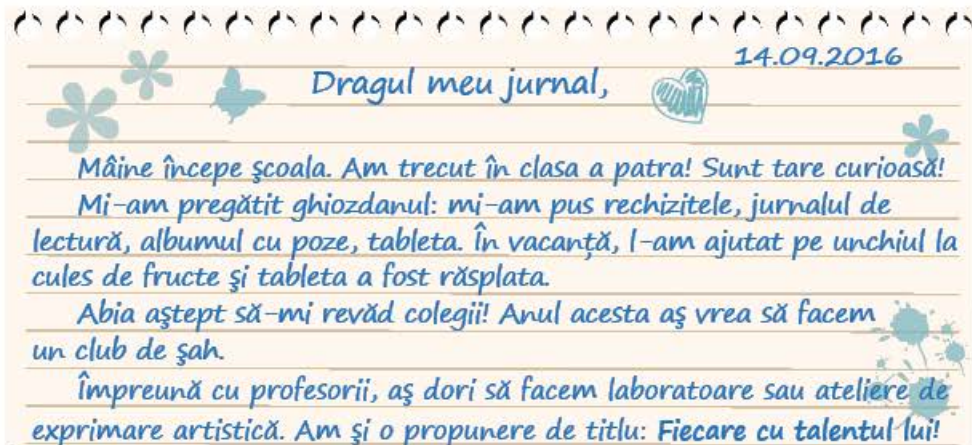 14.09.2016
Dragul meu jurnal,
Mâine începe şcoala. Am trecut în clasa a patra! Sunt tare curioasă!
Mi-am pregătit ghiozdanul: mi-am pus rechizitele, jurnalul de
lectură, albumul cu poze, tableta. În vacanţă, l-am ajutat pe unchiul la
cules de fructe şi tableta a fost răsplata.
Abia aştept să-mi revăd colegii! Anul acesta aş vrea să facem
un club de şah.
Împreună cu profesorii, aş dori să facem laboratoare sau ateliere de
exprimare artistică. Am şi o propunere de titlu: Fiecare cu talentul lui!